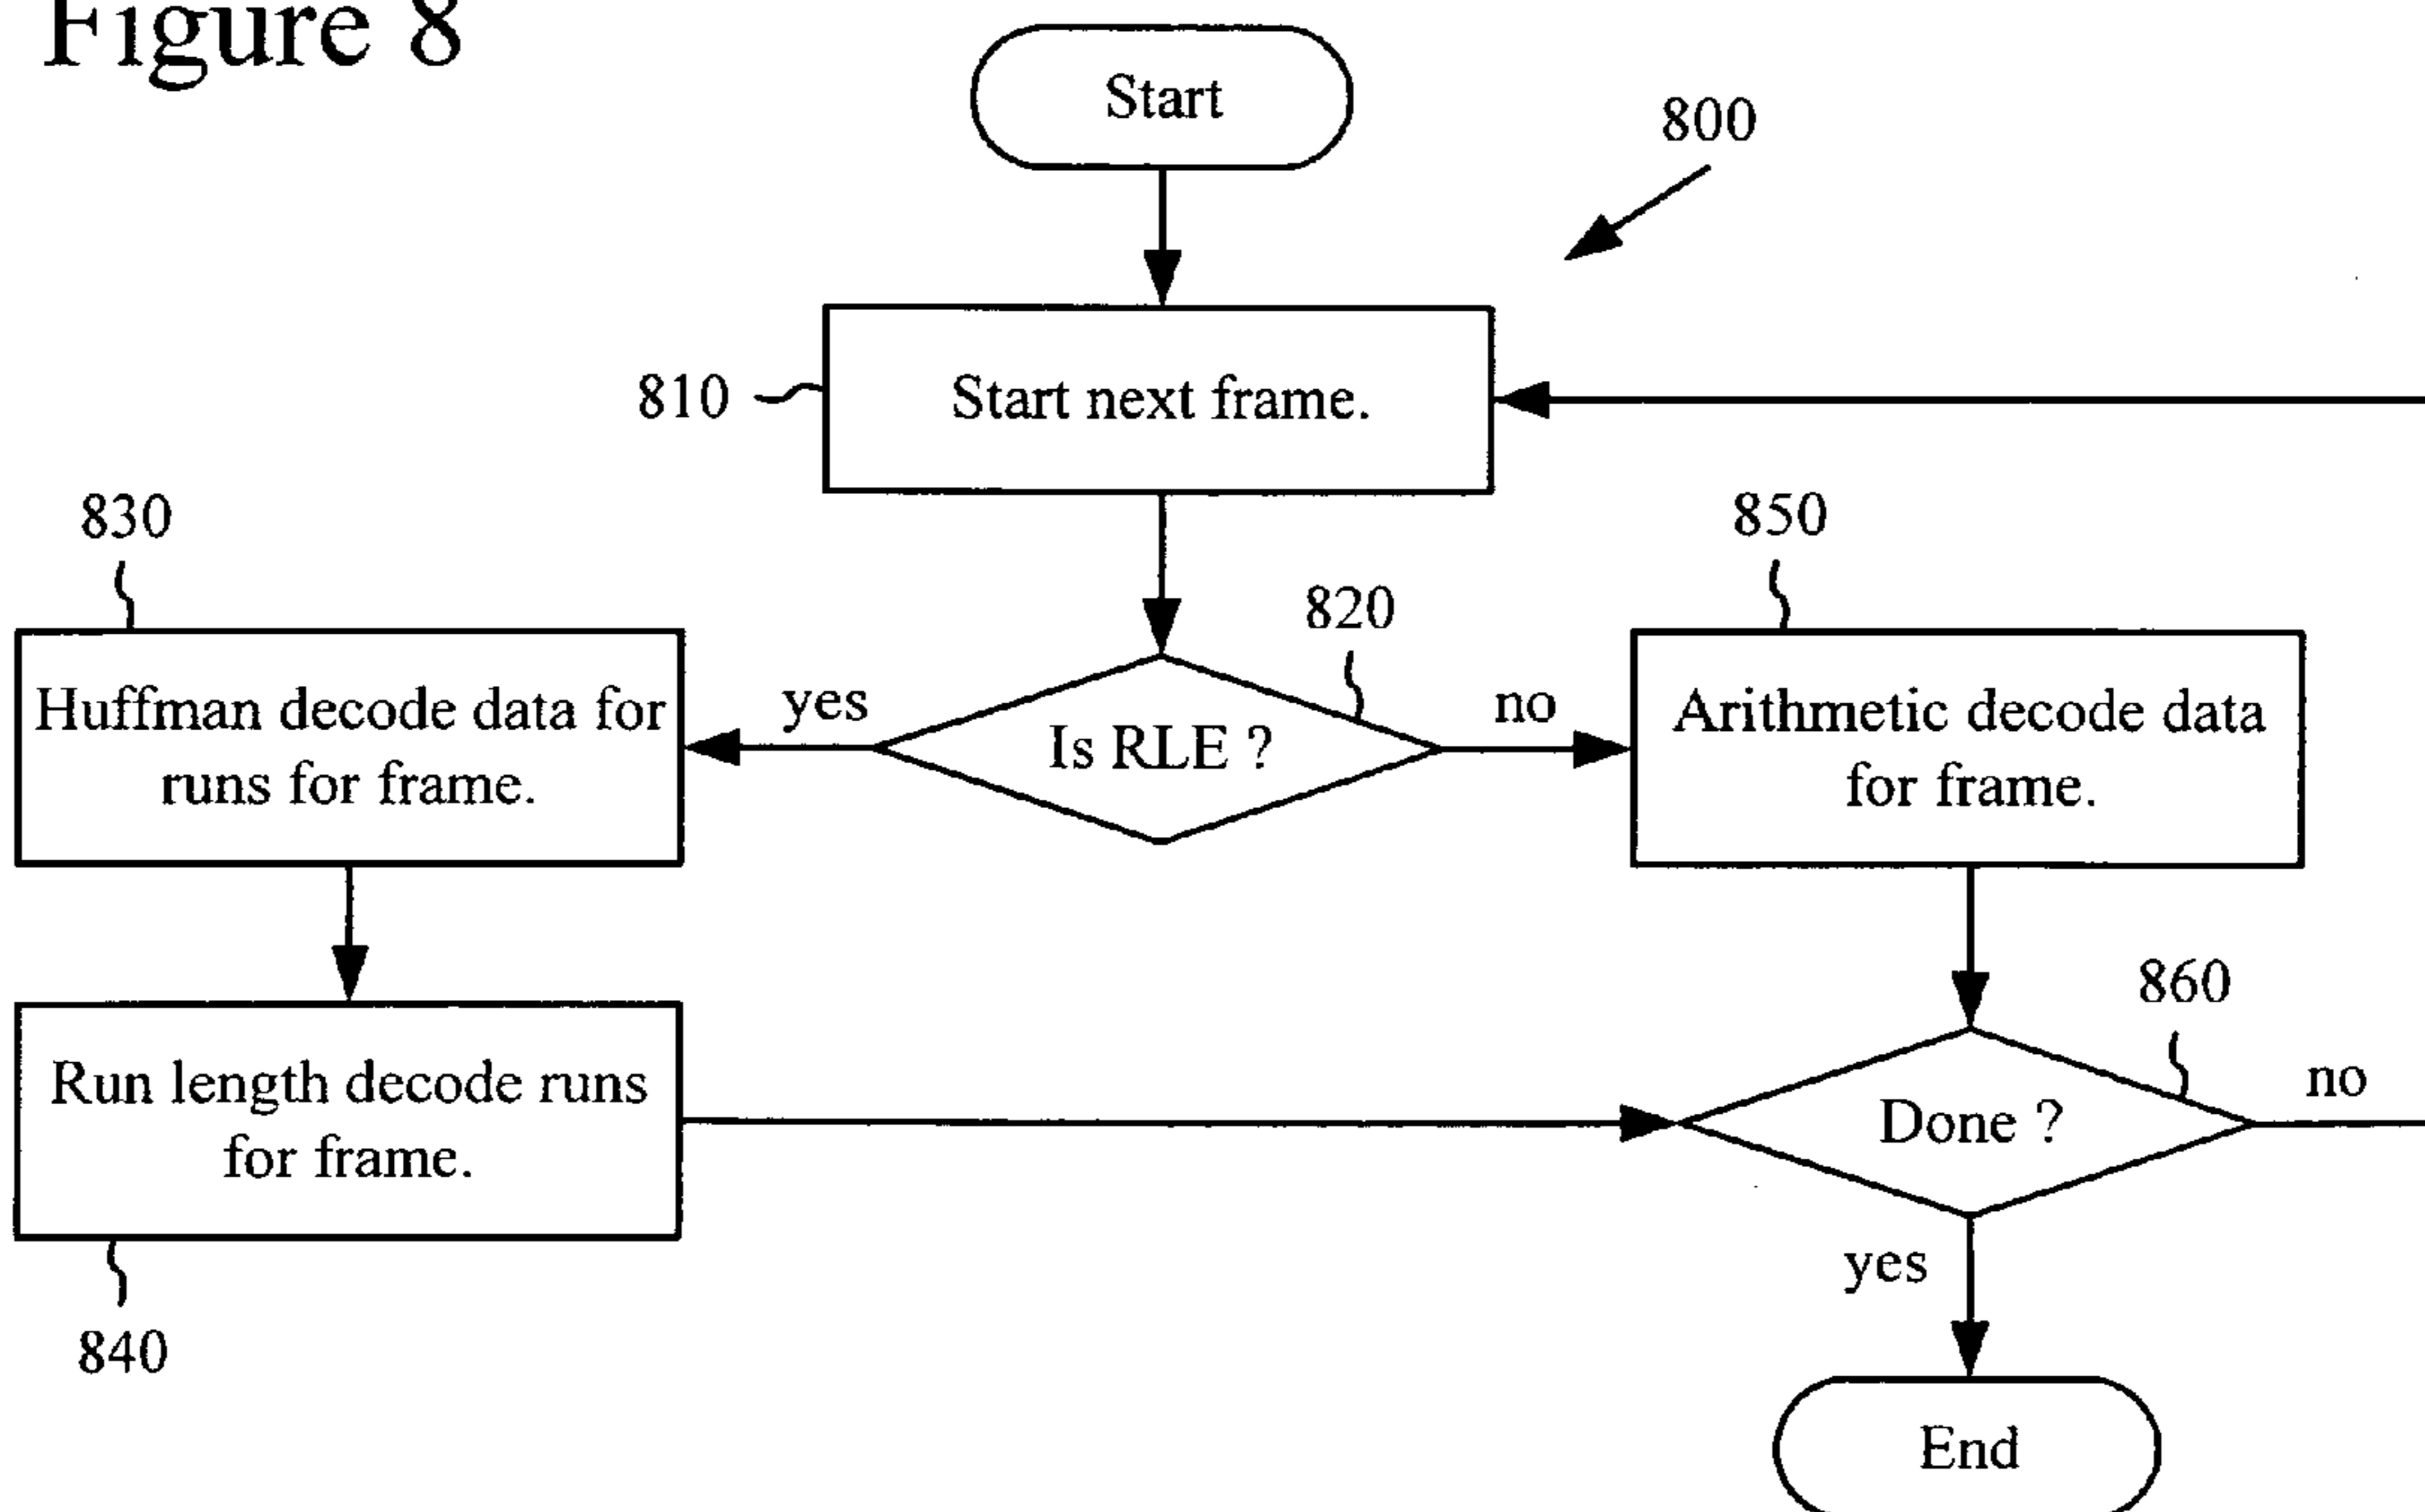 Figure 8
Start
800
810
Start next frame.
830
850
820
Huffman decode data for
runs for frame.
yes
Is RLE ?
no
Arithmetic decode data
for frame.
860
Run length decode runs
for frame.
Done ?
no
yes
840
End